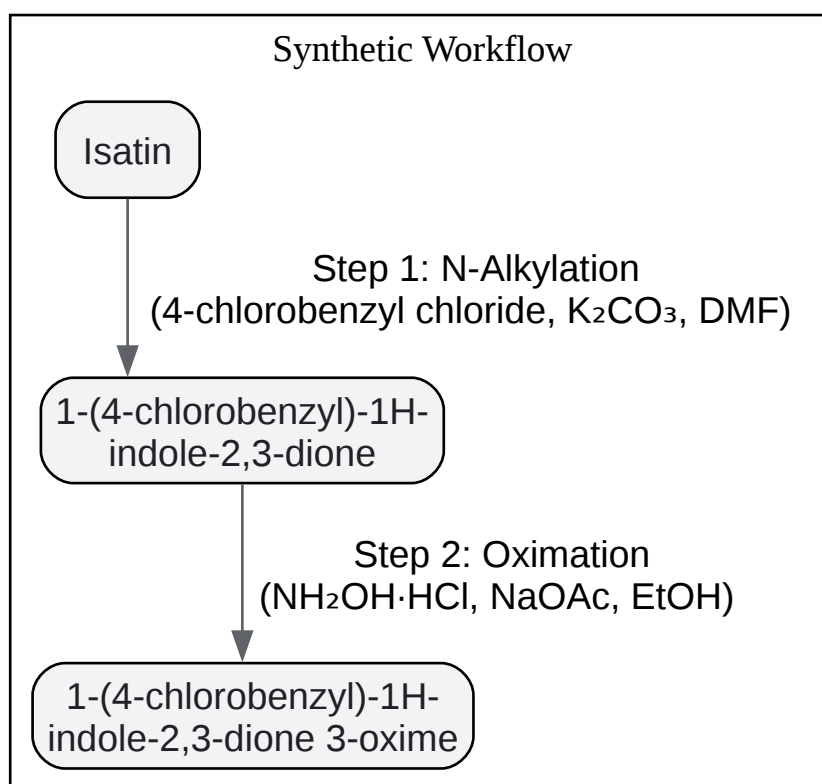 Synthetic Workflow
Isatin
Step 1: N-Alkylation
(4-chlorobenzyl chloride, K₂CO₃, DMF)
1-(4-chlorobenzyl)-1H-
indole-2,3-dione
Step 2: Oximation
(NH₂OH·HCl, NaOAc, EtOH)
1-(4-chlorobenzyl)-1H-
indole-2,3-dione 3-oxime